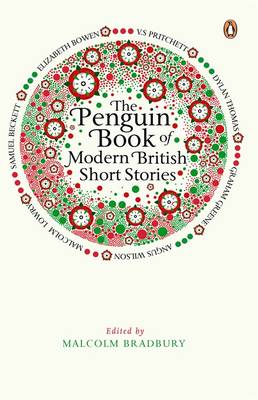 ELIZABETH BOWEN
V.S PRITCHETT
DYLAN THOMAS
GRAHAM GREENE
ANGUS WILSON
MALCOLM LOWRY
SAMUEL BECKETT
The
Penguin
Book of
Modern British
Short Stories
Edited by
MALCOLM BRADBURY